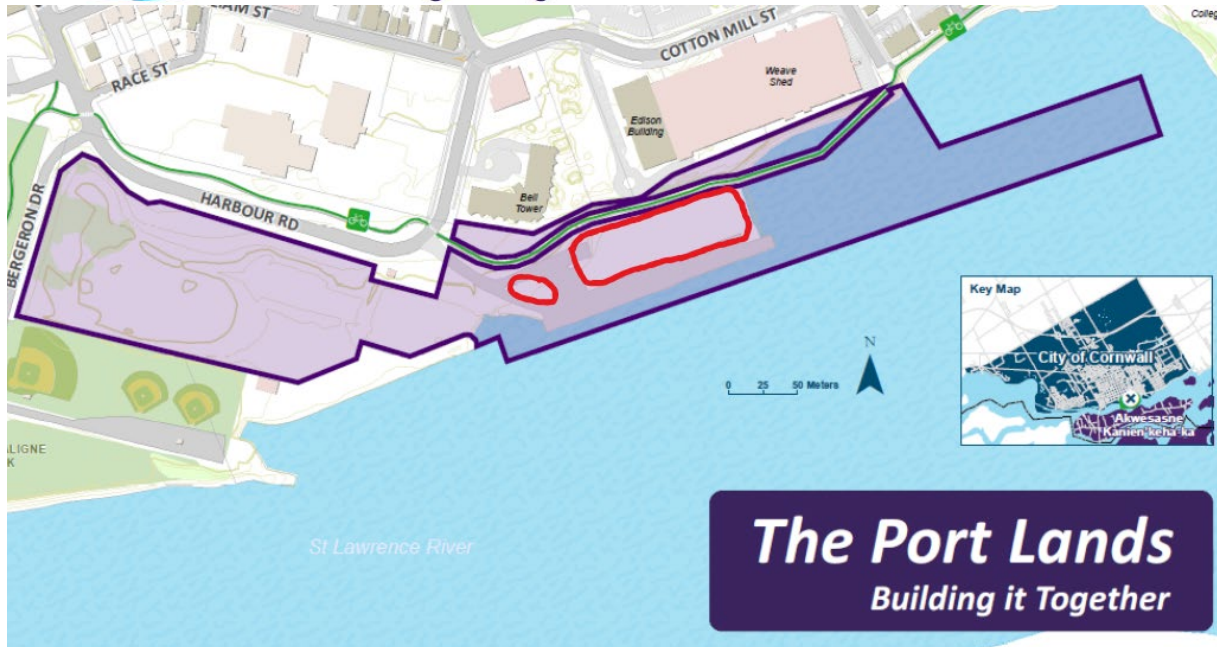 COTTON MILL ST
RACE ST
Weave
Shed
Edison
Building
Bell
Tower
HARBOUR RD
BERGERON DR
Key Map
City of Cornwall
Akwesasne
Kanien'keha-ka
N
0 25 50 Meters
St Lawrence River
The Port Lands
Building it Together